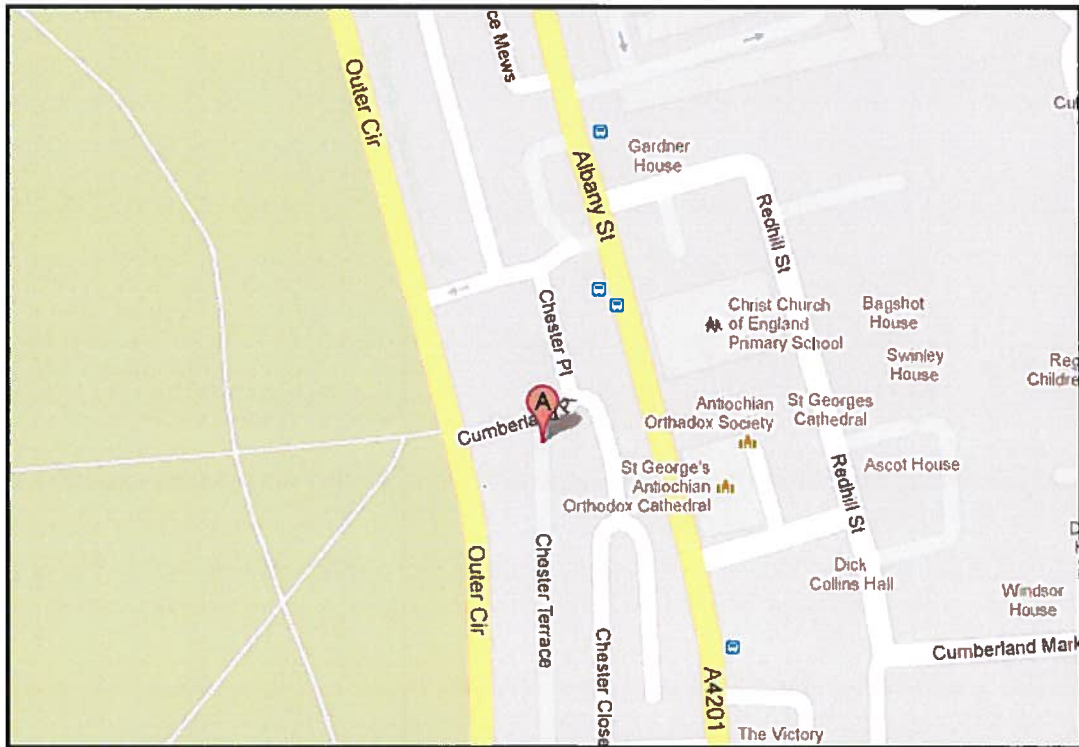 ce Mews
Outer Cir
Albany St
Gardner
House
Redhill St
Chester Pl
Christ Church
of England
Primary School
Bagshot
House
Swinley
House
Reg
Childre
A
Cumberla
Antiochian
Orthodox Society
St Georges
Cathedral
St George's
Antiochian
Orthodox Cathedral
Ascot House
Redhill St
Outer Cir
Chester Terrace
Chester Close
Dick
Collins Hall
Windsor
House
Cumberland Mark
A4201
The Victory